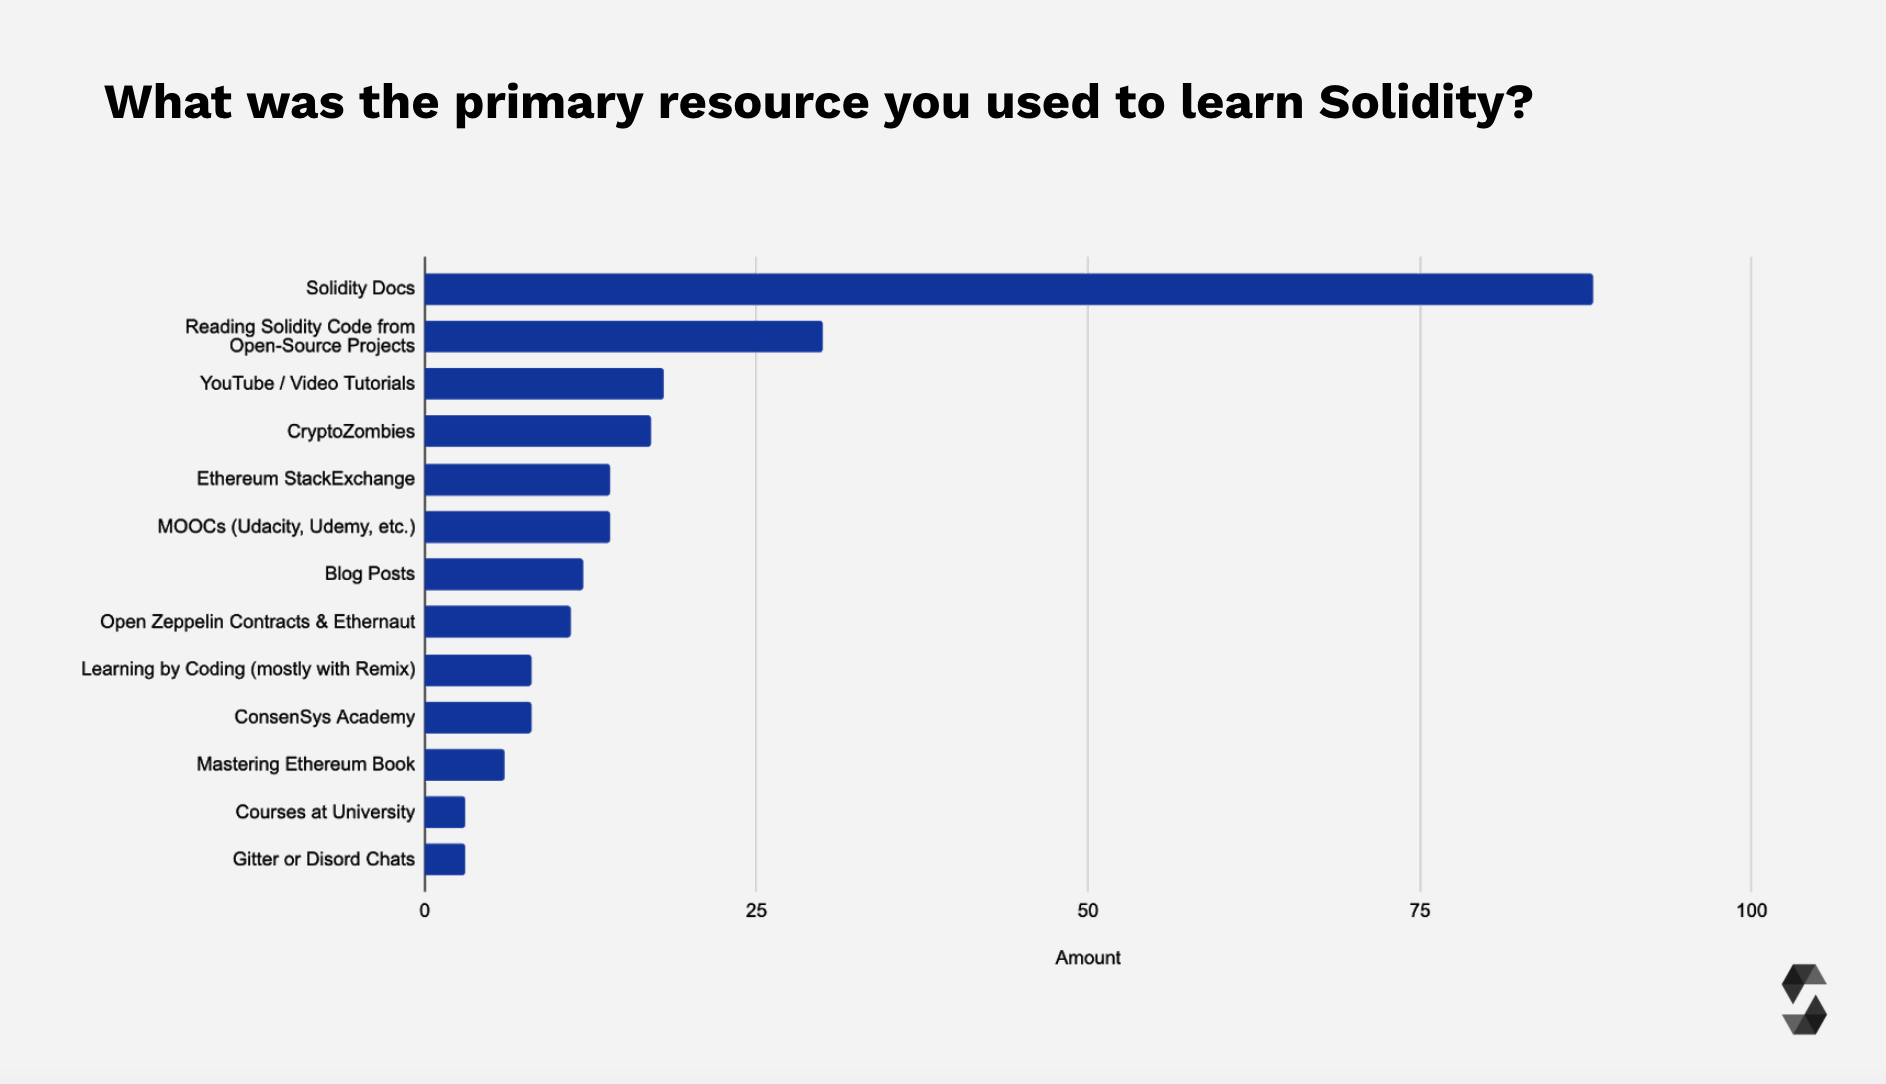 What was the primary resource you used to learn Solidity?
Solidity Docs
Reading Solidity Code from
Open-Source Projects
YouTube / Video Tutorials
CryptoZombies
Ethereum StackExchange
MOOCs (Udacity, Udemy, etc.)
Blog Posts
Open Zeppelin Contracts & Ethernaut
Learning by Coding (mostly with Remix)
ConsenSys Academy
Mastering Ethereum Book
Courses at University
Gitter or Disord Chats
0 25 50 75 100
Amount